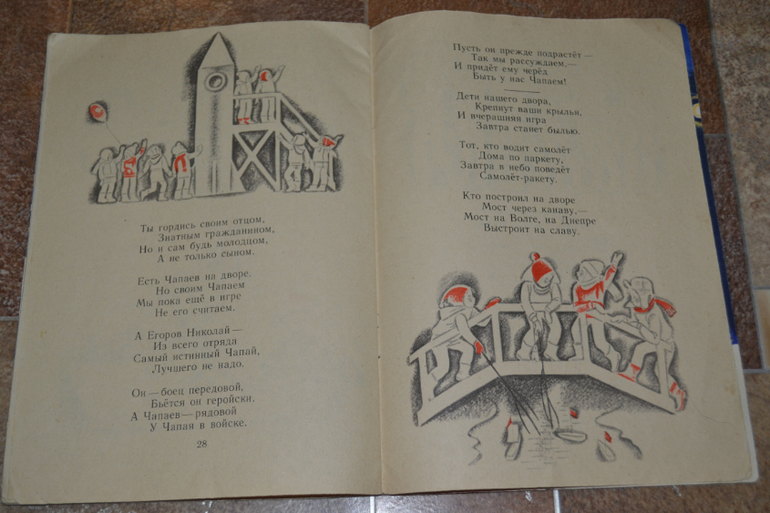 Ты гордись своим отцом,
Знатным гражданином,
Но и сам будь молодцом,
А не только сыном.
Есть Чапаев на дворе.
Но своим Чапаем
Мы пока ещё в игре
Не его считаем.
А Егоров Николай—
Из всего отряда
Самый истинный Чапай,
Лучшего не надо.
Он — боец передовой,
Бьётся он геройски.
А Чапаев — рядовой
У Чапая в войске.
28
Пусть он прежде подрастёт —
Так мы рассуждаем,—
И придёт ему черёд
Быть у нас Чапаем!
Дети нашего двора,
Крепнут ваши крылья,
И вчерашняя игра
Завтра станет былью.
Тот, кто водит самолёт
Дома по паркету,
Завтра в небо поведёт
Самолёт-ракету.
Кто построил на дворе
Мост через канаву,—
Мост на Волге, на Днепре
Выстроит на славу.